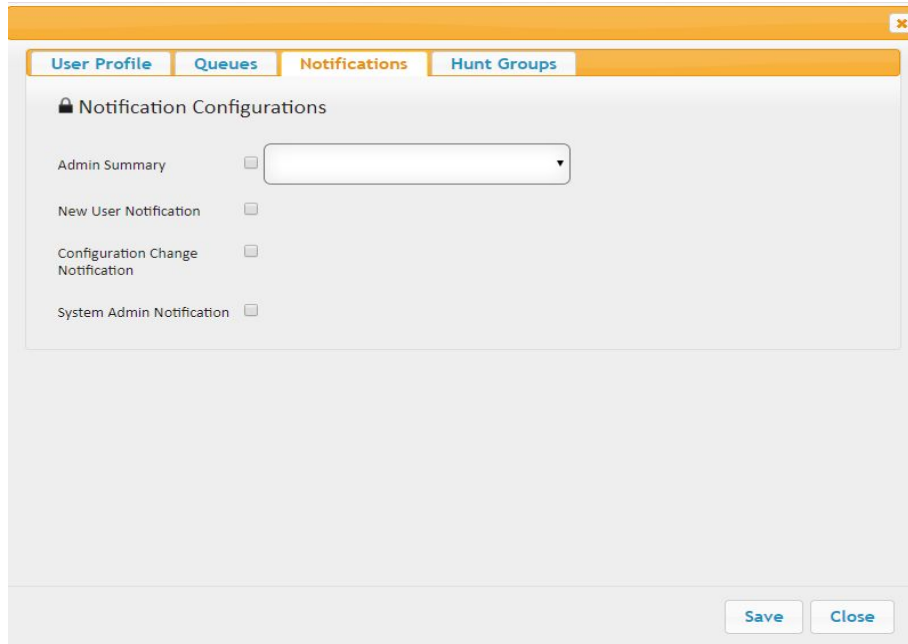 User Profile
Queues
Notifications
Hunt Groups
Notification Configurations
Admin Summary
New User Notification
Configuration Change
Notification
System Admin Notification
Save
Close